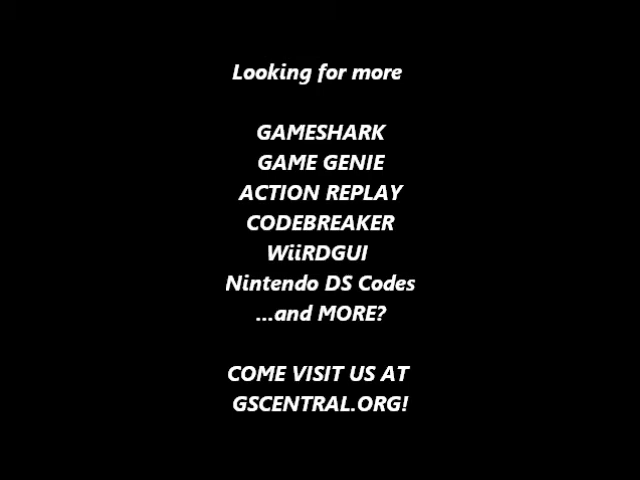 Looking for more
GAMESHARK
GAME GENIE
ACTION REPLAY
CODEBREAKER
WiiRDGUI
Nintendo DS Codes
...and MORE?
COME VISIT US AT
GSCENTRAL.ORG!